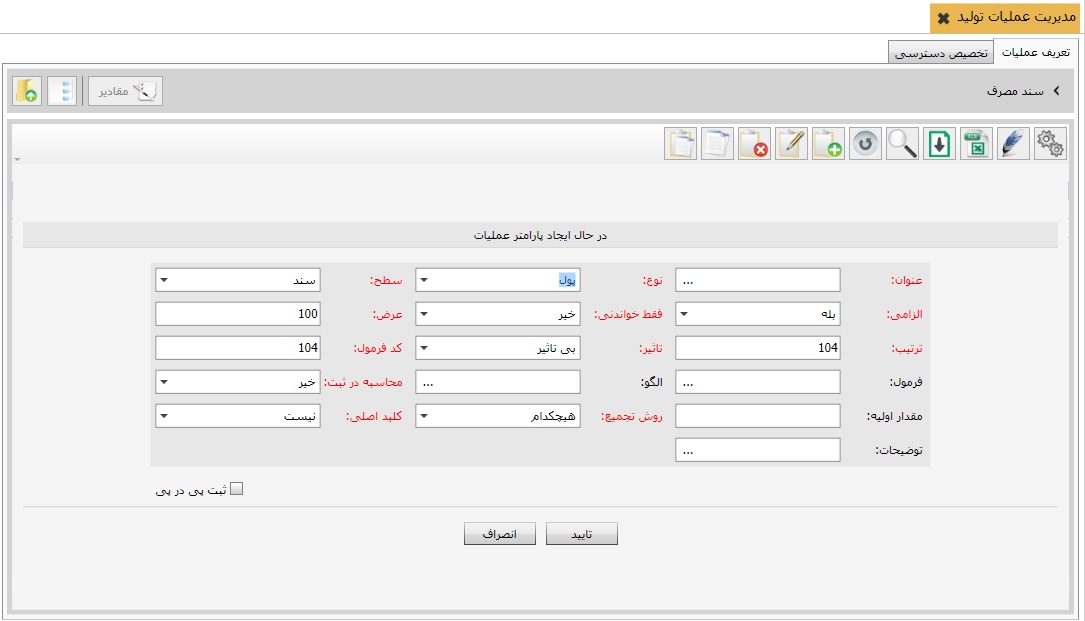 مدیریت عملیات تولید
تعریف عملیات تخصیص دسترسی
سند مصرف مقادیر
در حال ایجاد پارامتر عملیات
عنوان: ... نوع: پول سطح: سند
الزامی: بله فقط خواندنی: خیر عرض: 100
ترتیب: 104 تاثیر: بی تاثیر کد فرمول: 104
فرمول: ... الگو: ... محاسبه در ثبت: خیر
مقدار اولیه: روش تجمیع: هیچکدام کلید اصلی: نیست
توضیحات: ...
ثبت پی در پی
تایید انصراف